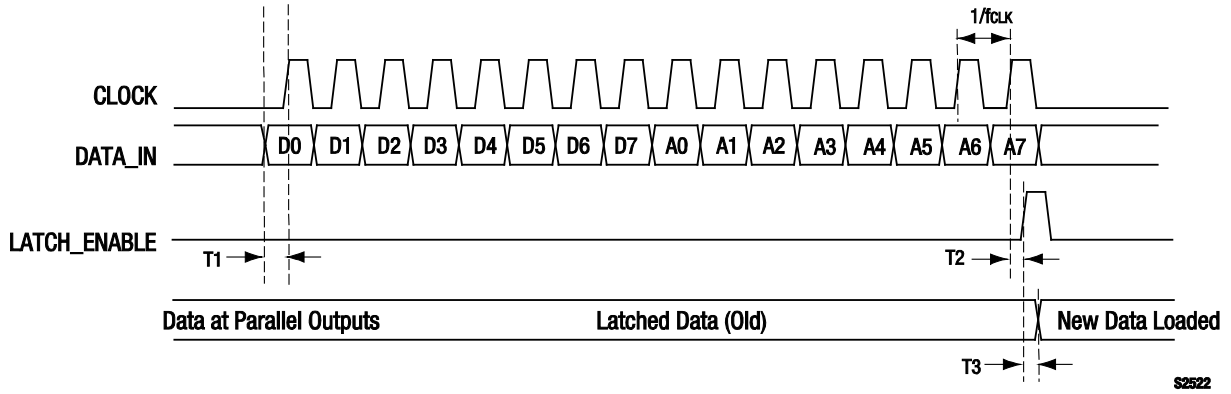 1/fCLK
CLOCK
DATA_IN
D0 D1 D2 D3 D4 D5 D6 D7 A0 A1 A2 A3 A4 A5 A6 A7
LATCH_ENABLE
T1
T2
Data at Parallel Outputs
Latched Data (Old)
New Data Loaded
T3
S2522